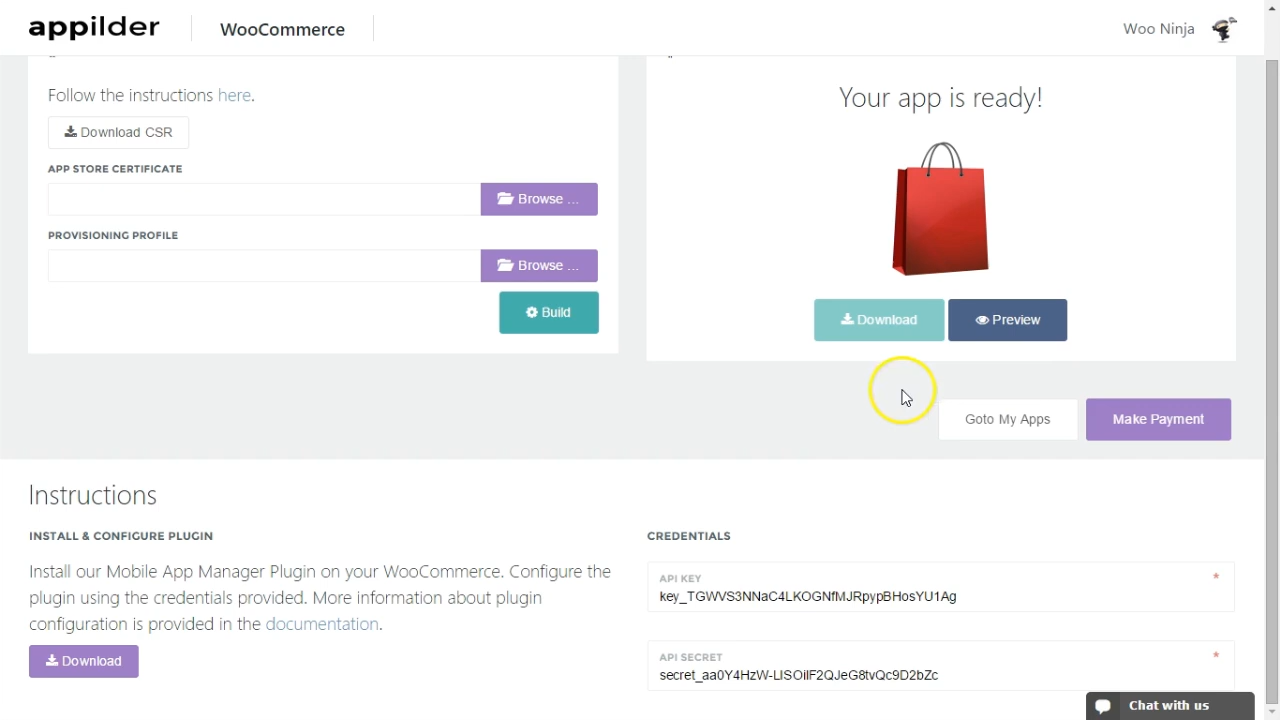 appilder
WooCommerce
Woo Ninja
Follow the instructions here.
Download CSR
APP STORE CERTIFICATE
Browse ...
PROVISIONING PROFILE
Browse ...
Build
Your app is ready!
Download
Preview
Goto My Apps
Make Payment
Instructions
INSTALL & CONFIGURE PLUGIN
Install our Mobile App Manager Plugin on your WooCommerce. Configure the
plugin using the credentials provided. More information about plugin
configuration is provided in the documentation.
Download
CREDENTIALS
API KEY *
key_TGWVS3NNaC4LKOGNfMJRpypBHosYU1Ag
API SECRET *
secret_aa0Y4HzW-LISOiIF2QJeG8tvQc9D2bZc
Chat with us